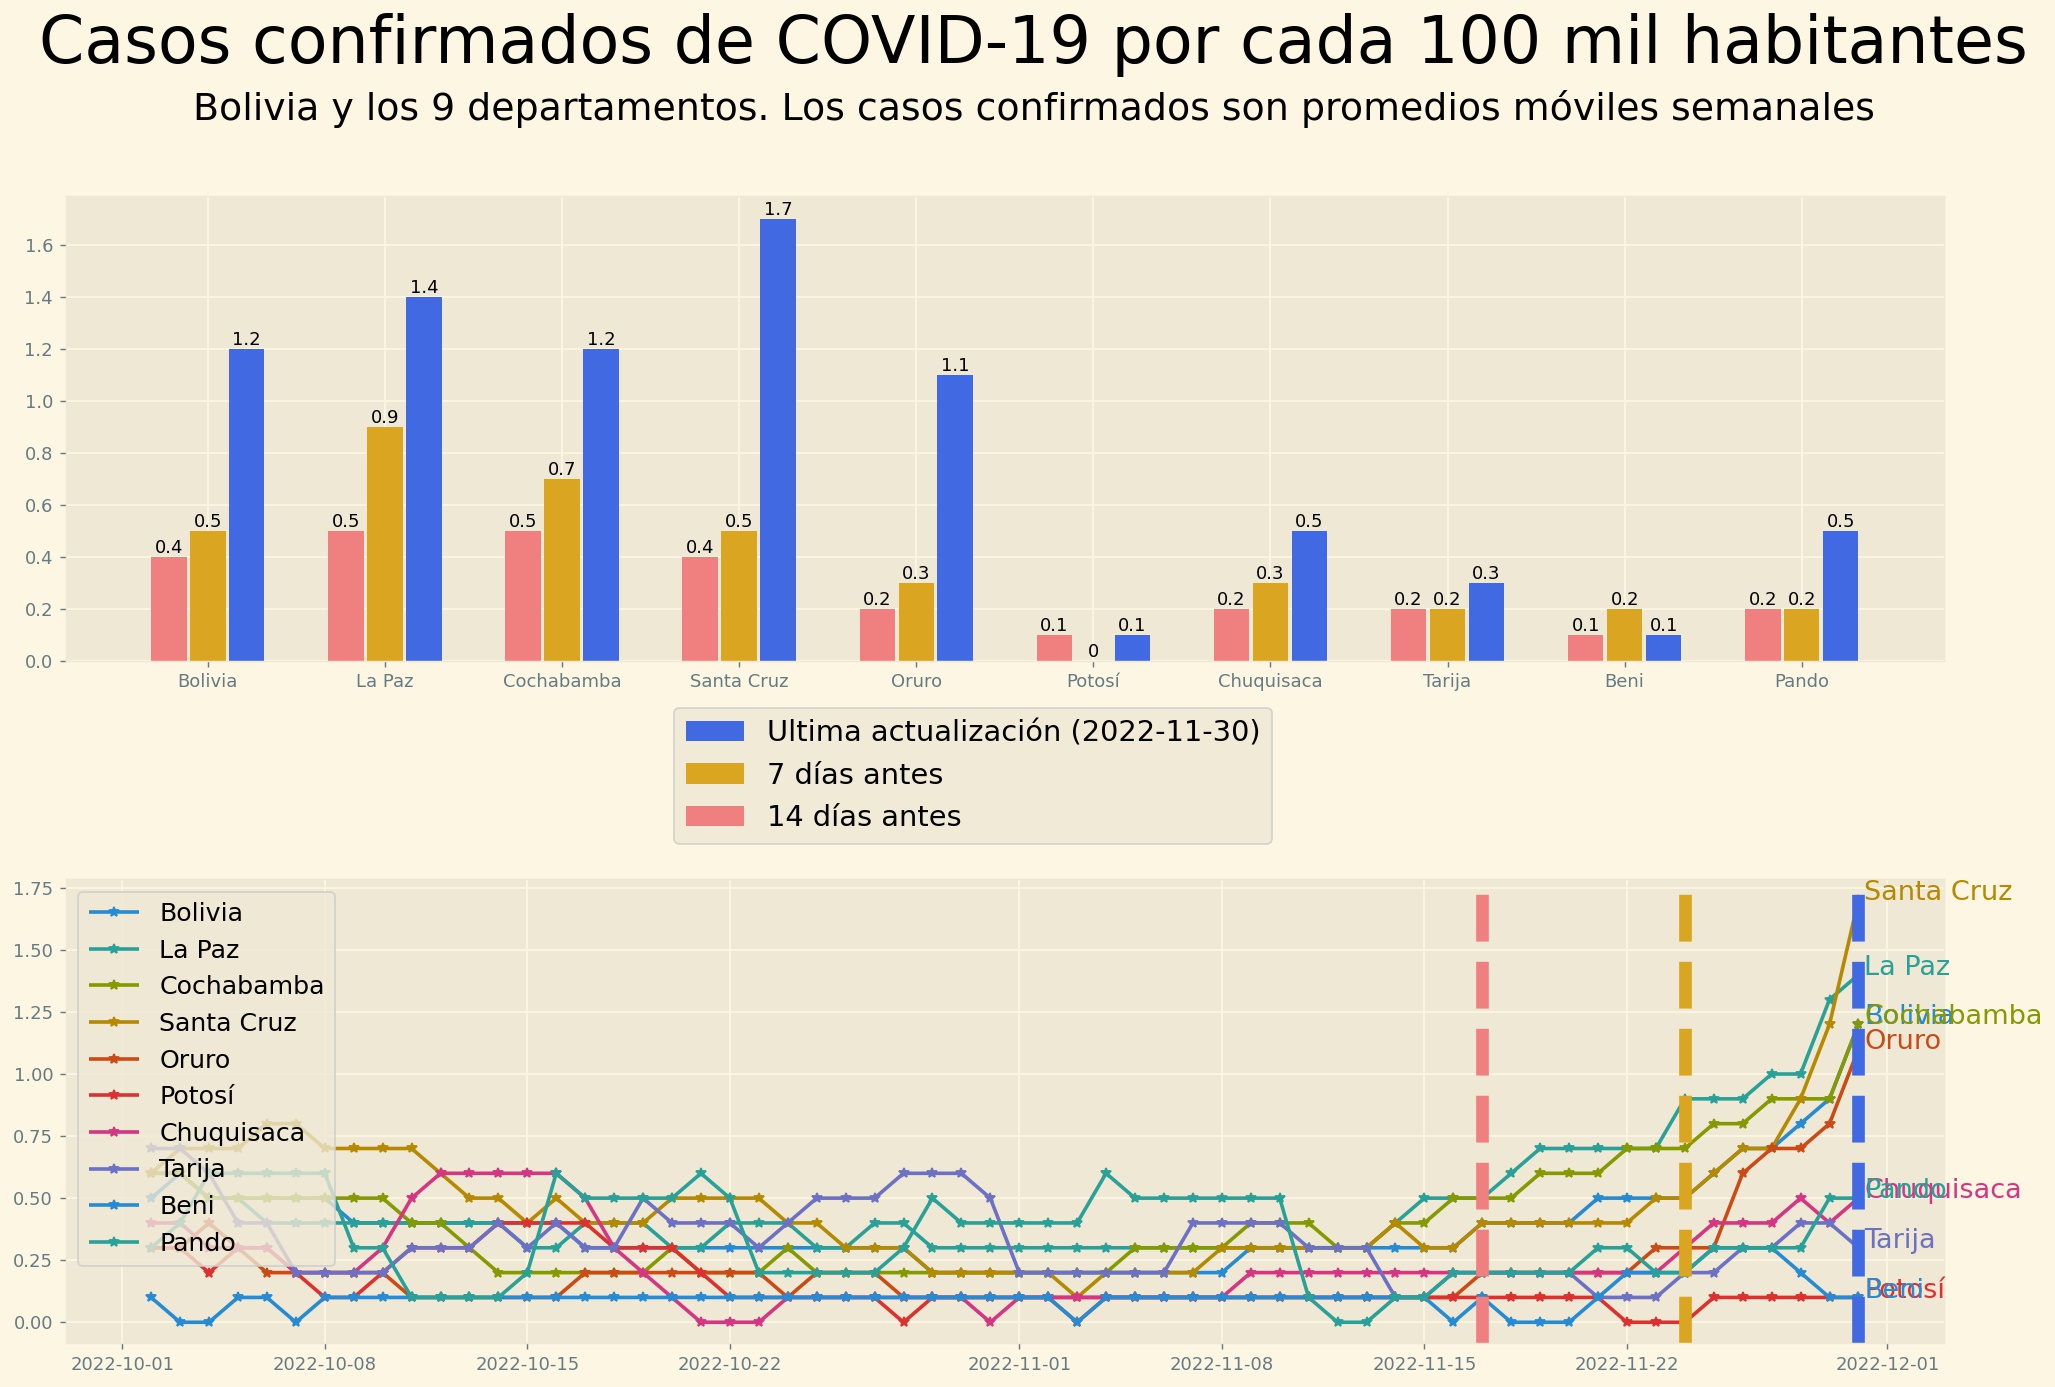 Casos confirmados de COVID-19 por cada 100 mil habitantes
Bolivia y los 9 departamentos. Los casos confirmados son promedios móviles semanales
1.6
1.4
1.2
1.0
0.8
0.6
0.4
0.2
0.0
0.4 0.5 1.2
0.5 0.9 1.4
0.5 0.7 1.2
0.4 0.5 1.7
0.2 0.3 1.1
0.1 0 0.1
0.2 0.3 0.5
0.2 0.2 0.3
0.1 0.2 0.1
0.2 0.2 0.5
Bolivia La Paz Cochabamba Santa Cruz Oruro Potosí Chuquisaca Tarija Beni Pando
Ultima actualización (2022-11-30)
7 días antes
14 días antes
1.75
1.50
1.25
1.00
0.75
0.50
0.25
0.00
Bolivia
La Paz
Cochabamba
Santa Cruz
Oruro
Potosí
Chuquisaca
Tarija
Beni
Pando
Santa Cruz
La Paz
Bolivia
Cochabamba
Oruro
Chuquisaca
Pando
Tarija
Potosí
Beni
2022-10-01 2022-10-08 2022-10-15 2022-10-22 2022-11-01 2022-11-08 2022-11-15 2022-11-22 2022-12-01